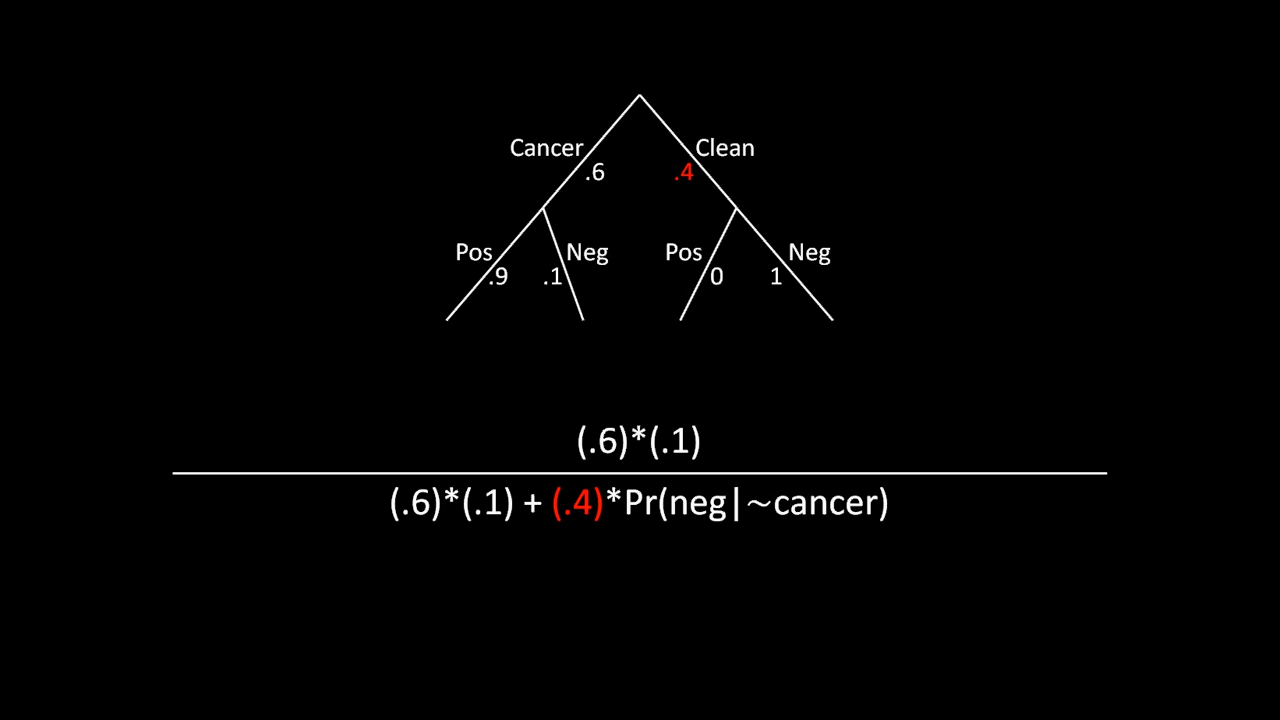 Cancer Clean
.6 .4
Pos Neg Pos Neg
.9 .1 0 1
(.6)*(.1)
(.6)*(.1) + (.4)*Pr(neg|~cancer)